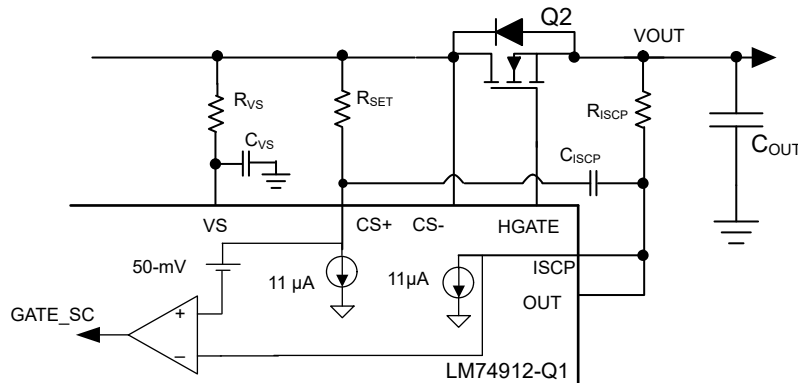 Q2
VOUT
RVS
RSET
RISCP
CVS
CISCP
COUT
VS
CS+
CS-
HGATE
50-mV
11 µA
11µA
ISCP
OUT
GATE_SC
+
−
LM74912-Q1